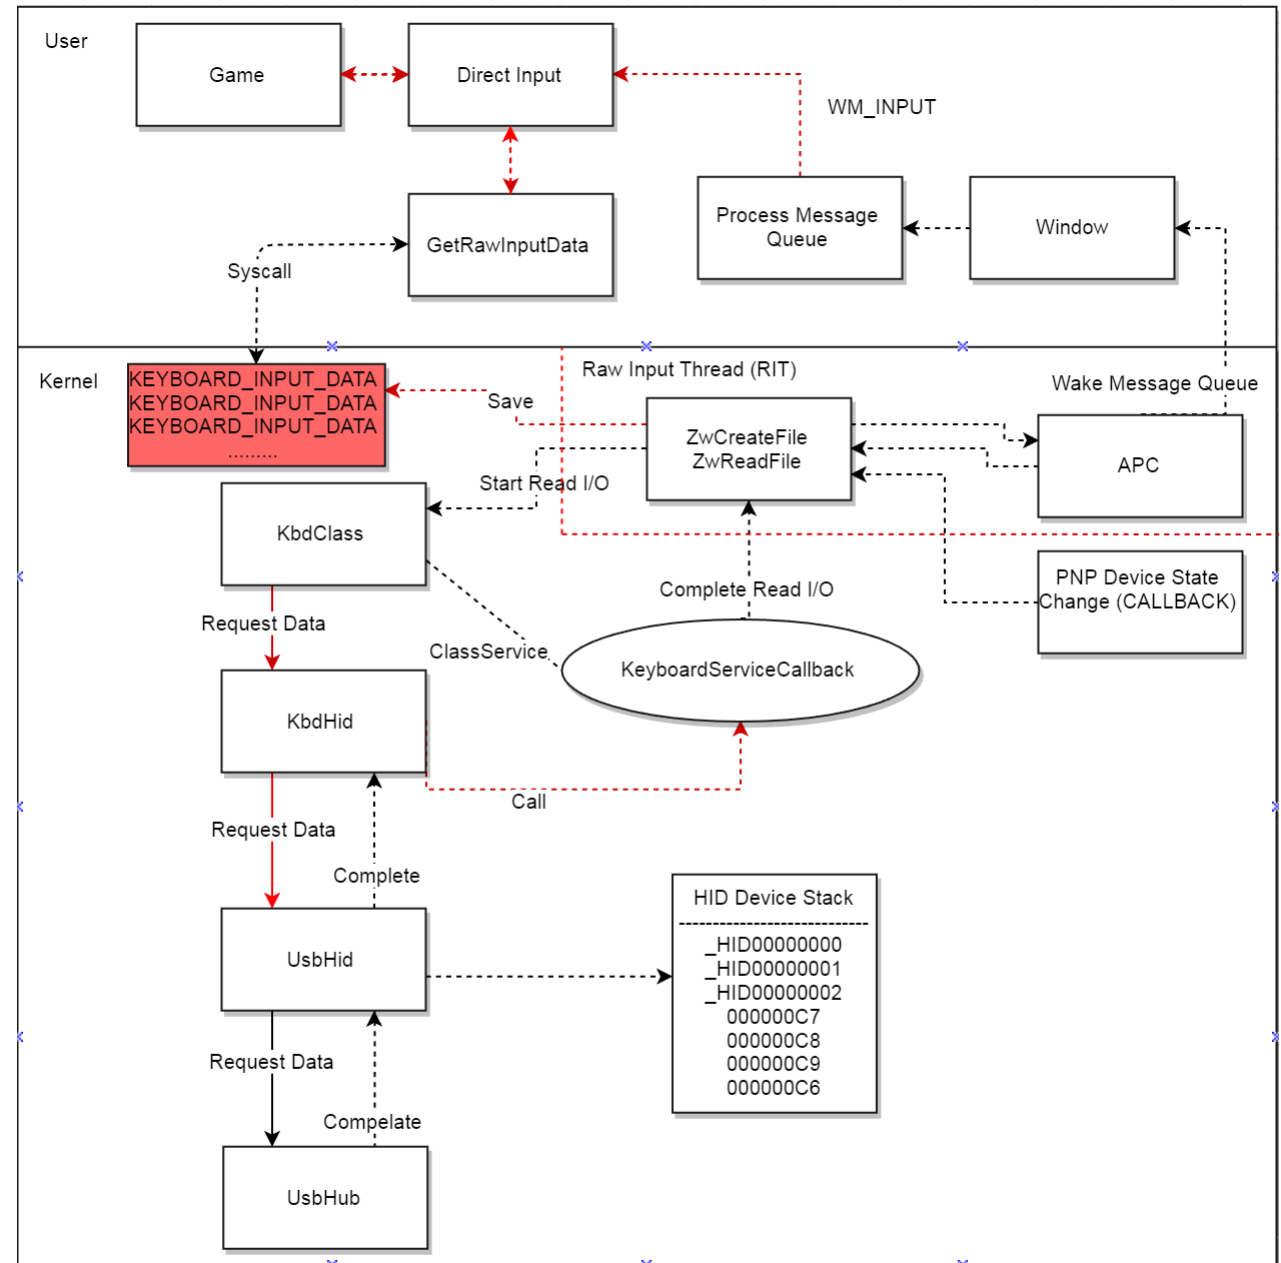 User
Game
Direct Input
WM_INPUT
Process Message
Queue
Window
GetRawInputData
Syscall
Kernel
KEYBOARD_INPUT_DATA
KEYBOARD_INPUT_DATA
KEYBOARD_INPUT_DATA
.........
Raw Input Thread (RIT)
Save
Wake Message Queue
ZwCreateFile
ZwReadFile
APC
Start Read I/O
KbdClass
PNP Device State
Change (CALLBACK)
Complete Read I/O
Request Data
ClassService
KeyboardServiceCallback
KbdHid
Call
Request Data
Complete
HID Device Stack
--------------------------------
_HID00000000
_HID00000001
_HID00000002
000000C7
000000C8
000000C9
000000C6
UsbHid
Request Data
Compelate
UsbHub